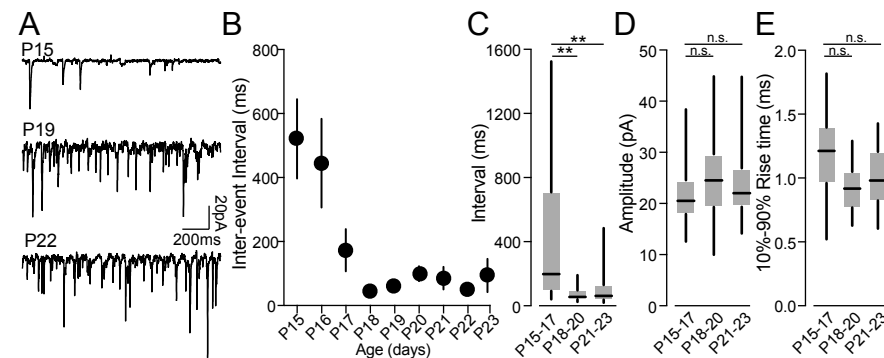 A
P15
P19
20pA
200ms
P22
B
Inter-event Interval (ms)
800
600
400
200
0
P15
P16
P17
P18
P19
P20
P21
P22
P23
Age (days)
C
**
**
Interval (ms)
1600
1200
800
400
0
P15-17
P18-20
P21-23
D
n.s.
n.s.
Amplitude (pA)
50
40
30
20
10
0
P15-17
P18-20
P21-23
E
n.s.
n.s.
10%-90% Rise time (ms)
2.0
1.5
1.0
0.5
0.0
P15-17
P18-20
P21-23